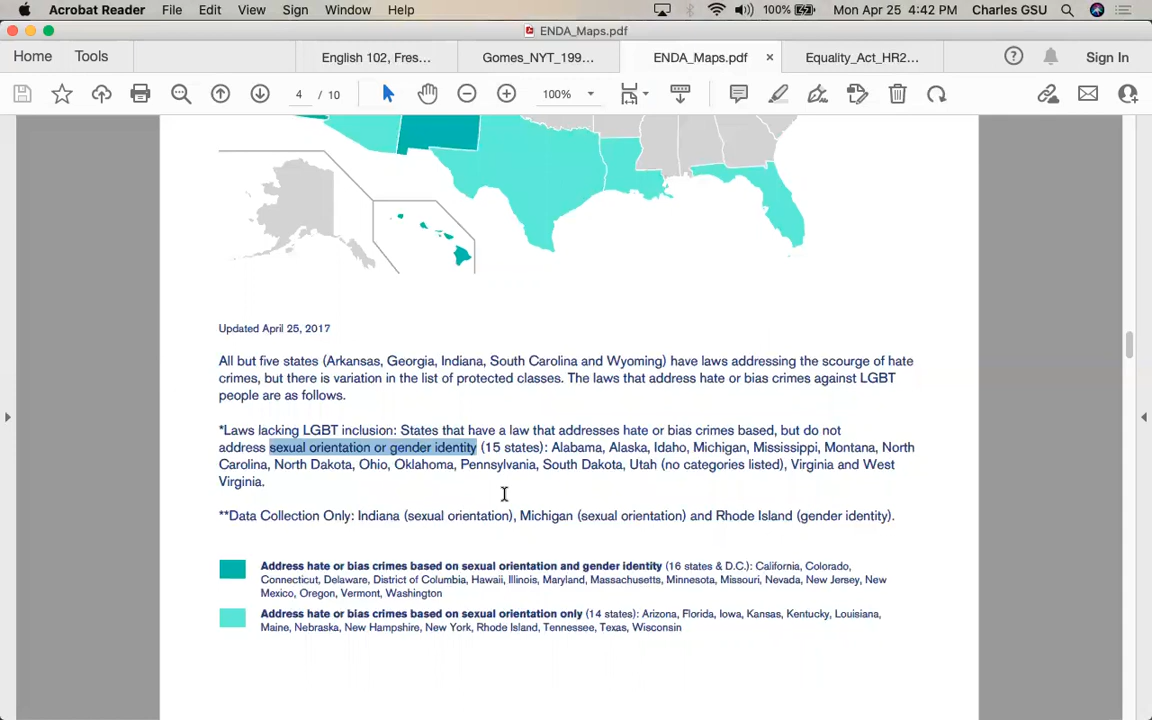 Acrobat Reader File Edit View Sign Window Help 100% Mon Apr 25 4:42 PM Charles GSU
ENDA_Maps.pdf
Home Tools English 102, Fres... Gomes_NYT_199... ENDA_Maps.pdf × Equality_Act_HR2... Sign In
4 / 10 100%
Updated April 25, 2017
All but five states (Arkansas, Georgia, Indiana, South Carolina and Wyoming) have laws addressing the scourge of hate
crimes, but there is variation in the list of protected classes. The laws that address hate or bias crimes against LGBT
people are as follows.
*Laws lacking LGBT inclusion: States that have a law that addresses hate or bias crimes based, but do not
address sexual orientation or gender identity (15 states): Alabama, Alaska, Idaho, Michigan, Mississippi, Montana, North
Carolina, North Dakota, Ohio, Oklahoma, Pennsylvania, South Dakota, Utah (no categories listed), Virginia and West
Virginia.
**Data Collection Only: Indiana (sexual orientation), Michigan (sexual orientation) and Rhode Island (gender identity).
Address hate or bias crimes based on sexual orientation and gender identity (16 states & D.C.): California, Colorado,
Connecticut, Delaware, District of Columbia, Hawaii, Illinois, Maryland, Massachusetts, Minnesota, Missouri, Nevada, New Jersey, New
Mexico, Oregon, Vermont, Washington
Address hate or bias crimes based on sexual orientation only (14 states): Arizona, Florida, Iowa, Kansas, Kentucky, Louisiana,
Maine, Nebraska, New Hampshire, New York, Rhode Island, Tennessee, Texas, Wisconsin